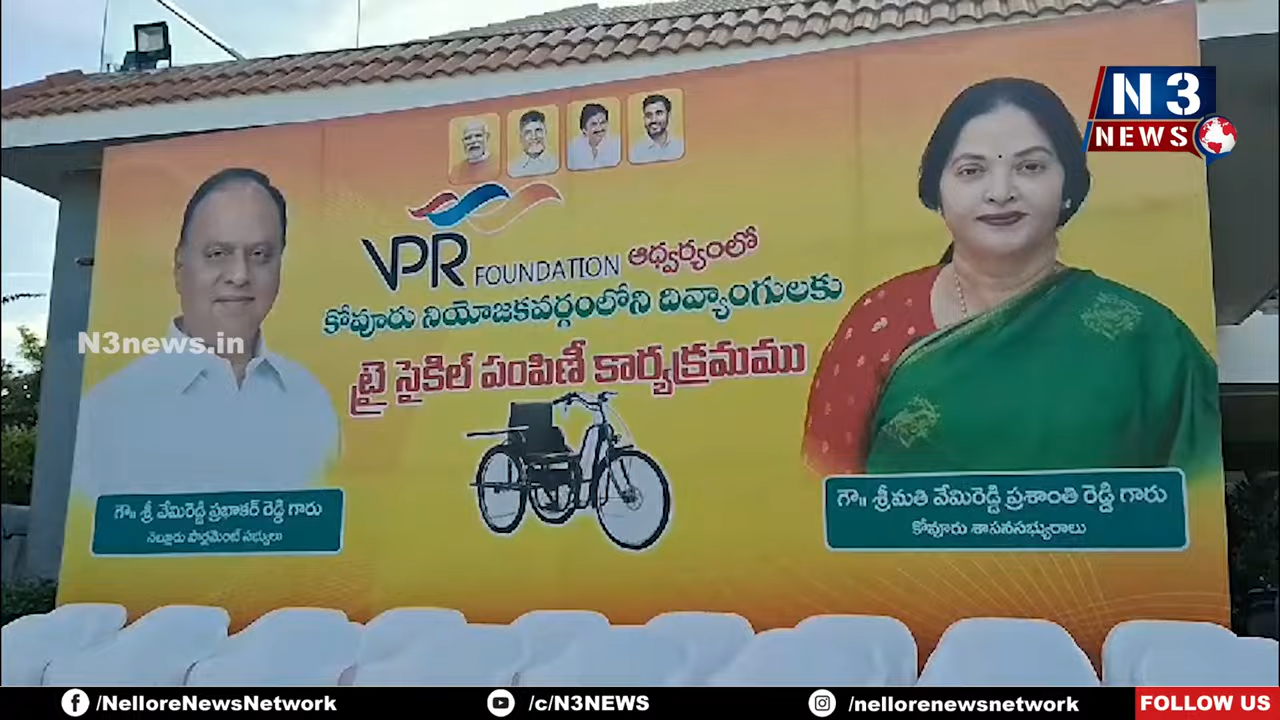 N3
NEWS
VPR FOUNDATION ఆధ్వర్యంలో
కోవూరు నియోజకవర్గంలోని దివ్యాంగులకు
ట్రై సైకిల్ పంపిణీ కార్యక్రమము
N3news.in
గౌ॥ శ్రీ వేమిరెడ్డి ప్రభాకర్ రెడ్డి గారు
నెల్లూరు పార్లమెంట్ సభ్యులు
గౌ॥ శ్రీమతి వేమిరెడ్డి ప్రశాంతి రెడ్డి గారు
కోవూరు శాసనసభ్యురాలు
/NelloreNewsNetwork
/c/N3NEWS
/nellorenewsnetwork
FOLLOW US